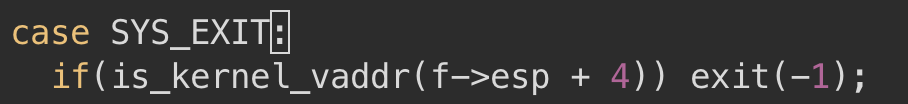 case SYS_EXIT:
  if(is_kernel_vaddr(f->esp + 4)) exit(-1);